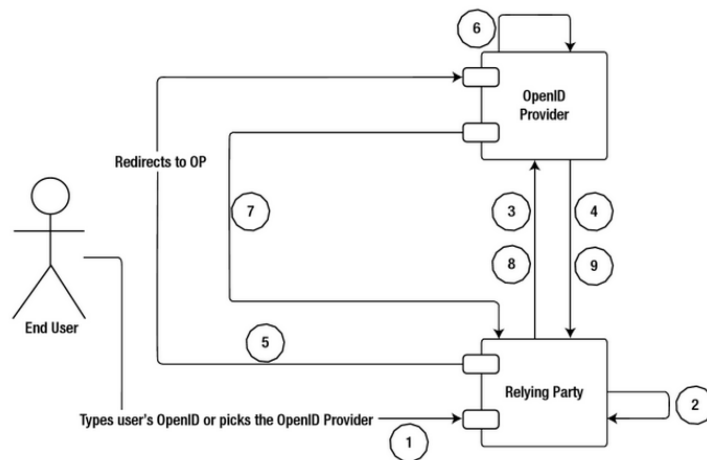 6
OpenID
Provider
Redirects to OP
7
3
4
8
9
End User
5
Relying Party
2
Types user's OpenID or picks the OpenID Provider
1